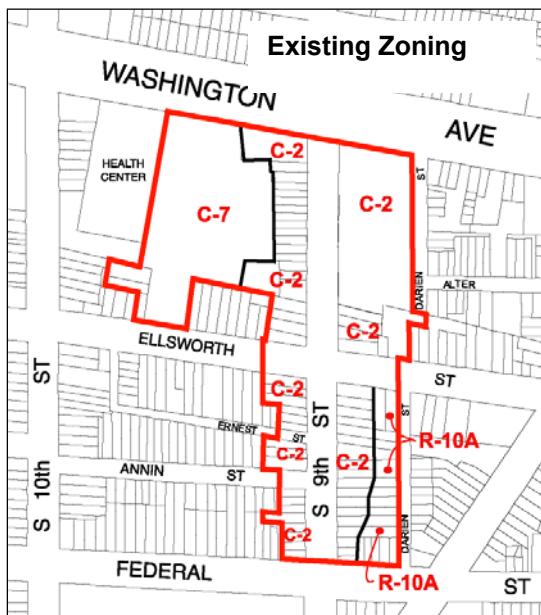 Existing Zoning
WASHINGTON
AVE
HEALTH
CENTER
C-2
C-7
C-2
ST
C-2
DARIEN
ALTER
C-2
ELLSWORTH
ST
C-2
ST
ERNEST
ST
R-10A
C-2
C-2
S 9th ST
S 10th ST
ANNIN ST
C-2
DARIEN
FEDERAL
R-10A
ST